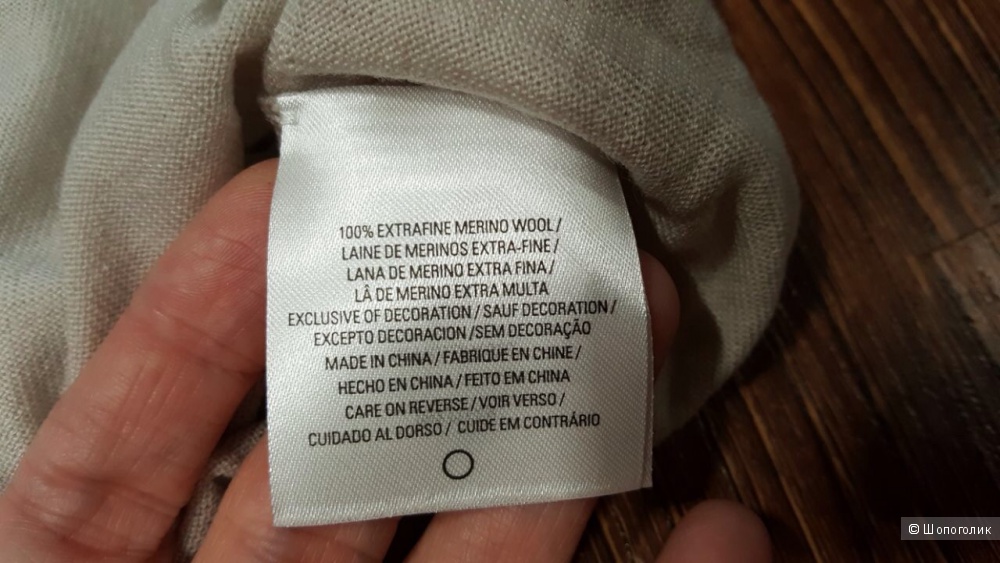 100% EXTRAFINE MERINO WOOL /
LAINE DE MERINOS EXTRA-FINE /
LANA DE MERINO EXTRA FINA /
LÂ DE MERINO EXTRA MULTA
EXCLUSIVE OF DECORATION / SAUF DECORATION /
EXCEPTO DECORACION / SEM DECORAÇÃO
MADE IN CHINA / FABRIQUE EN CHINE /
HECHO EN CHINA / FEITO EM CHINA
CARE ON REVERSE / VOIR VERSO /
CUIDADO AL DORSO / CUIDE EM CONTRÁRIO
© Шопоголик